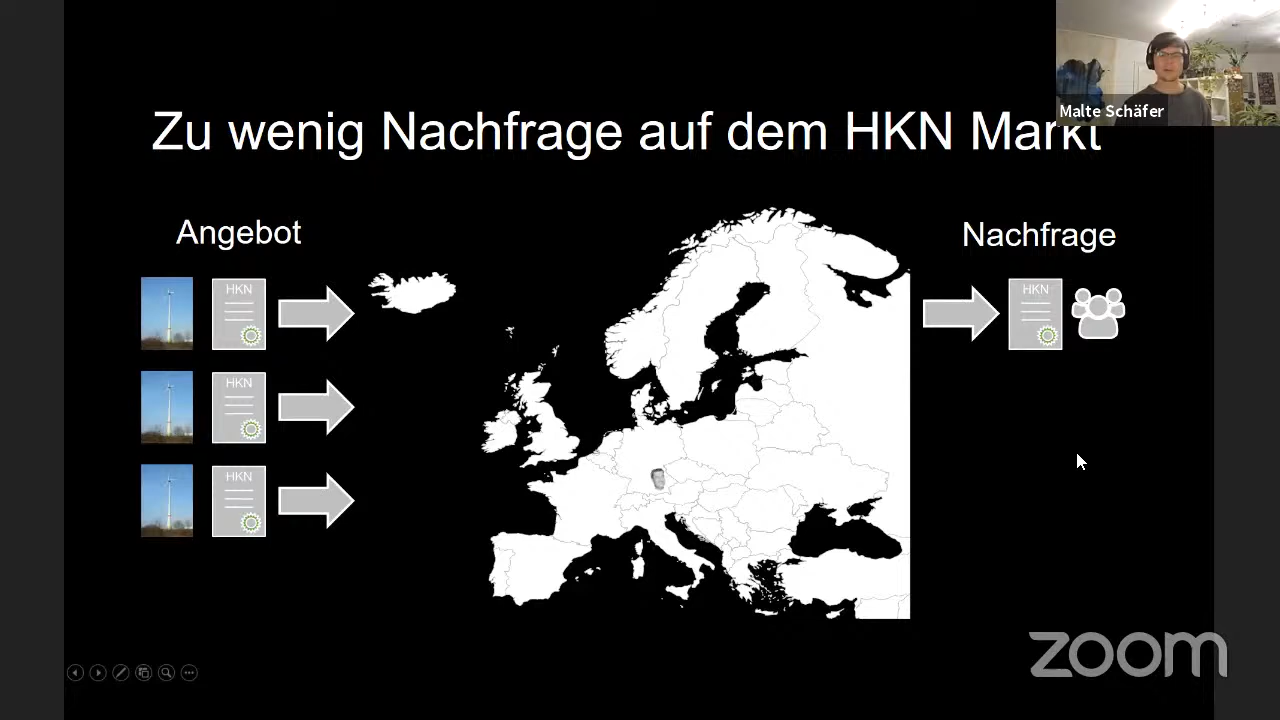 Malte Schäfer
Zu wenig Nachfrage auf dem HKN Markt
Angebot
Nachfrage
HKN
HKN
HKN
HKN
zoom